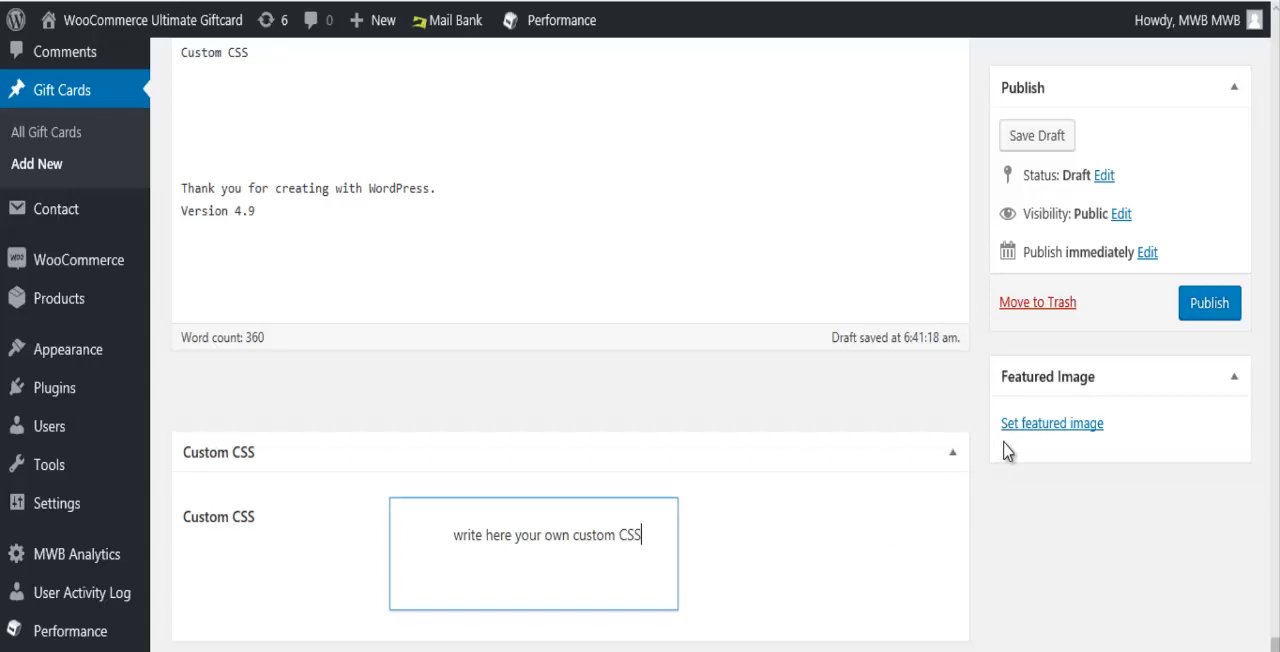 WooCommerce Ultimate Giftcard 6 0 New Mail Bank Performance Howdy, MWB MWB
Comments
Gift Cards
All Gift Cards
Add New
Contact
WooCommerce
Products
Appearance
Plugins
Users
Tools
Settings
MWB Analytics
User Activity Log
Performance
Custom CSS
Thank you for creating with WordPress.
Version 4.9
Word count: 360 Draft saved at 6:41:18 am.
Custom CSS
Custom CSS
write here your own custom CSS
Publish
Save Draft
Status: Draft Edit
Visibility: Public Edit
Publish immediately Edit
Move to Trash Publish
Featured Image
Set featured image